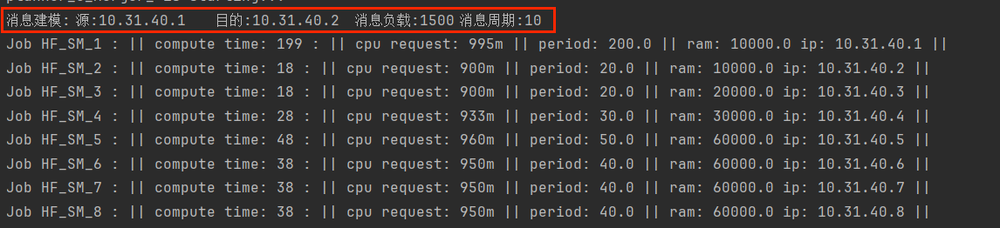 消息建模: 源:10.31.40.1 目的:10.31.40.2 消息负载:1500 消息周期:10
Job HF_SM_1 : || compute time: 199 : || cpu request: 995m || period: 200.0 || ram: 10000.0 ip: 10.31.40.1 ||
Job HF_SM_2 : || compute time: 18 : || cpu request: 900m || period: 20.0 || ram: 10000.0 ip: 10.31.40.2 ||
Job HF_SM_3 : || compute time: 18 : || cpu request: 900m || period: 20.0 || ram: 20000.0 ip: 10.31.40.3 ||
Job HF_SM_4 : || compute time: 28 : || cpu request: 933m || period: 30.0 || ram: 30000.0 ip: 10.31.40.4 ||
Job HF_SM_5 : || compute time: 48 : || cpu request: 960m || period: 50.0 || ram: 60000.0 ip: 10.31.40.5 ||
Job HF_SM_6 : || compute time: 38 : || cpu request: 950m || period: 40.0 || ram: 60000.0 ip: 10.31.40.6 ||
Job HF_SM_7 : || compute time: 38 : || cpu request: 950m || period: 40.0 || ram: 60000.0 ip: 10.31.40.7 ||
Job HF_SM_8 : || compute time: 38 : || cpu request: 950m || period: 40.0 || ram: 60000.0 ip: 10.31.40.8 ||